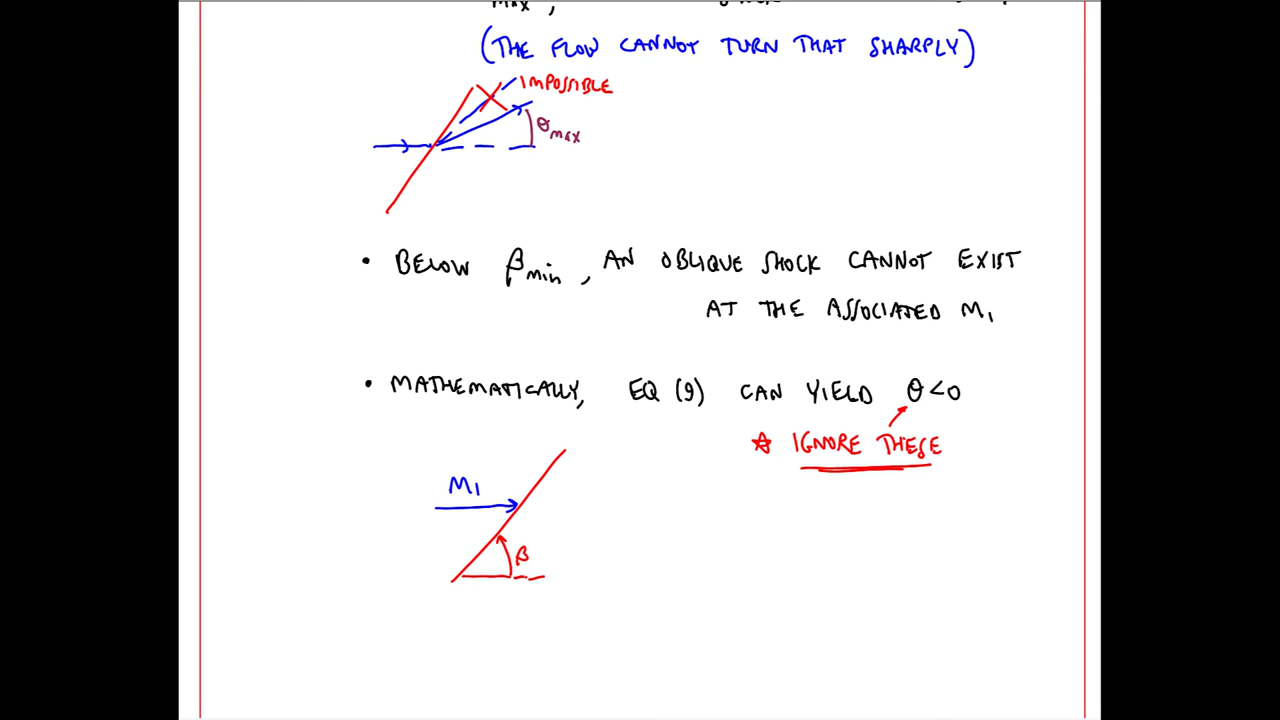 MAX,
(THE FLOW CANNOT TURN THAT SHARPLY)
IMPOSSIBLE
θMAX
• BELOW βmin, AN OBLIQUE SHOCK CANNOT EXIST
AT THE ASSOCIATED M1
• MATHEMATICALLY, EQ (9) CAN YIELD θ<0
☆ IGNORE THESE
M1
β